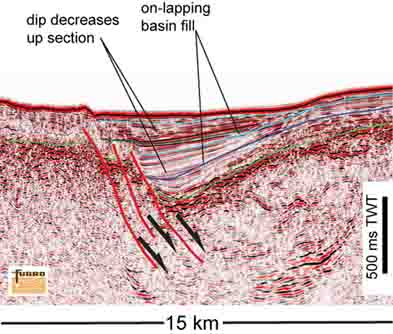 on-lapping
basin fill
dip decreases
up section
500 ms TWT
FUGRO
15 km